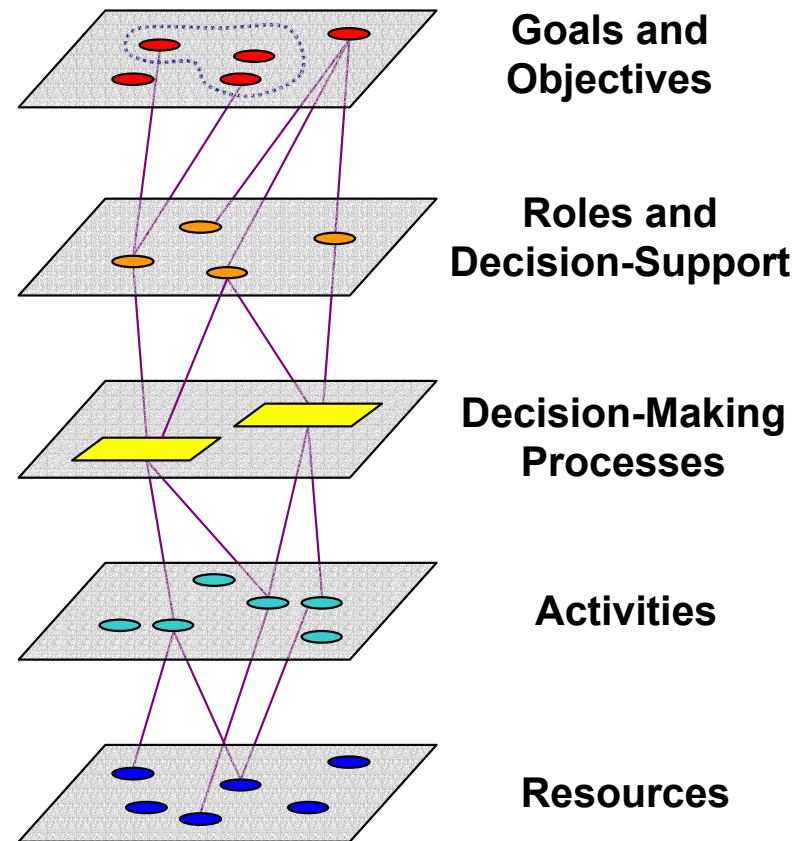 Goals and
Objectives
Roles and
Decision-Support
Decision-Making
Processes
Activities
Resources